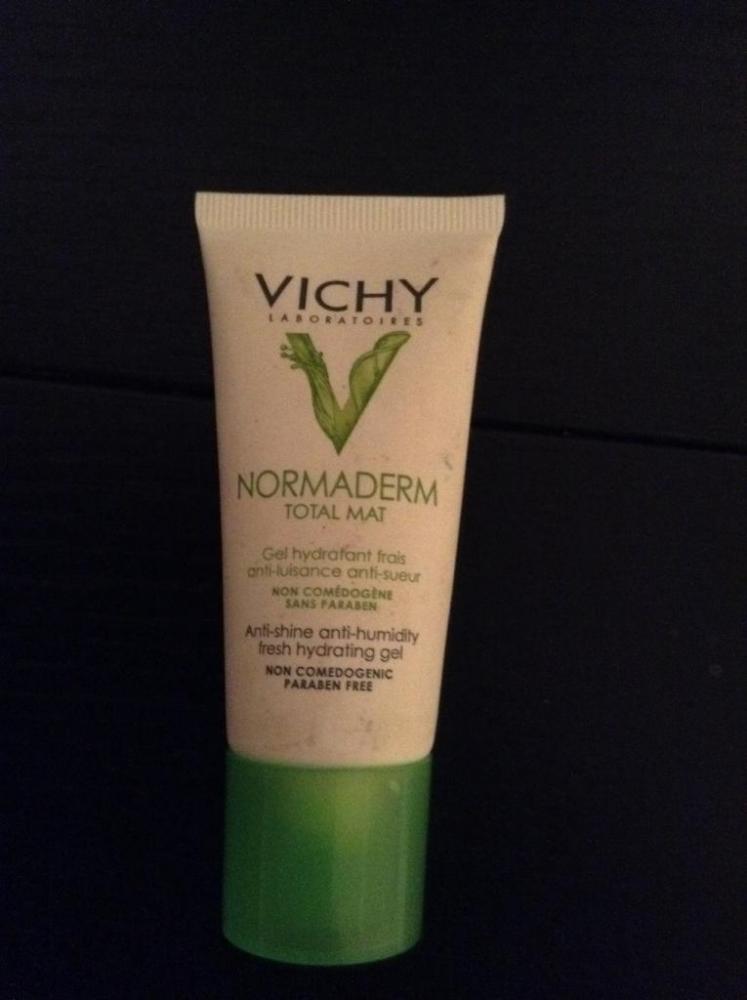 VICHY
LABORATOIRES
NORMADERM
TOTAL MAT
Gel hydratant frais
anti-luisance anti-sueur
NON COMÉDOGÈNE
SANS PARABEN
Anti-shine anti-humidity
fresh hydrating gel
NON COMEDOGENIC
PARABEN FREE